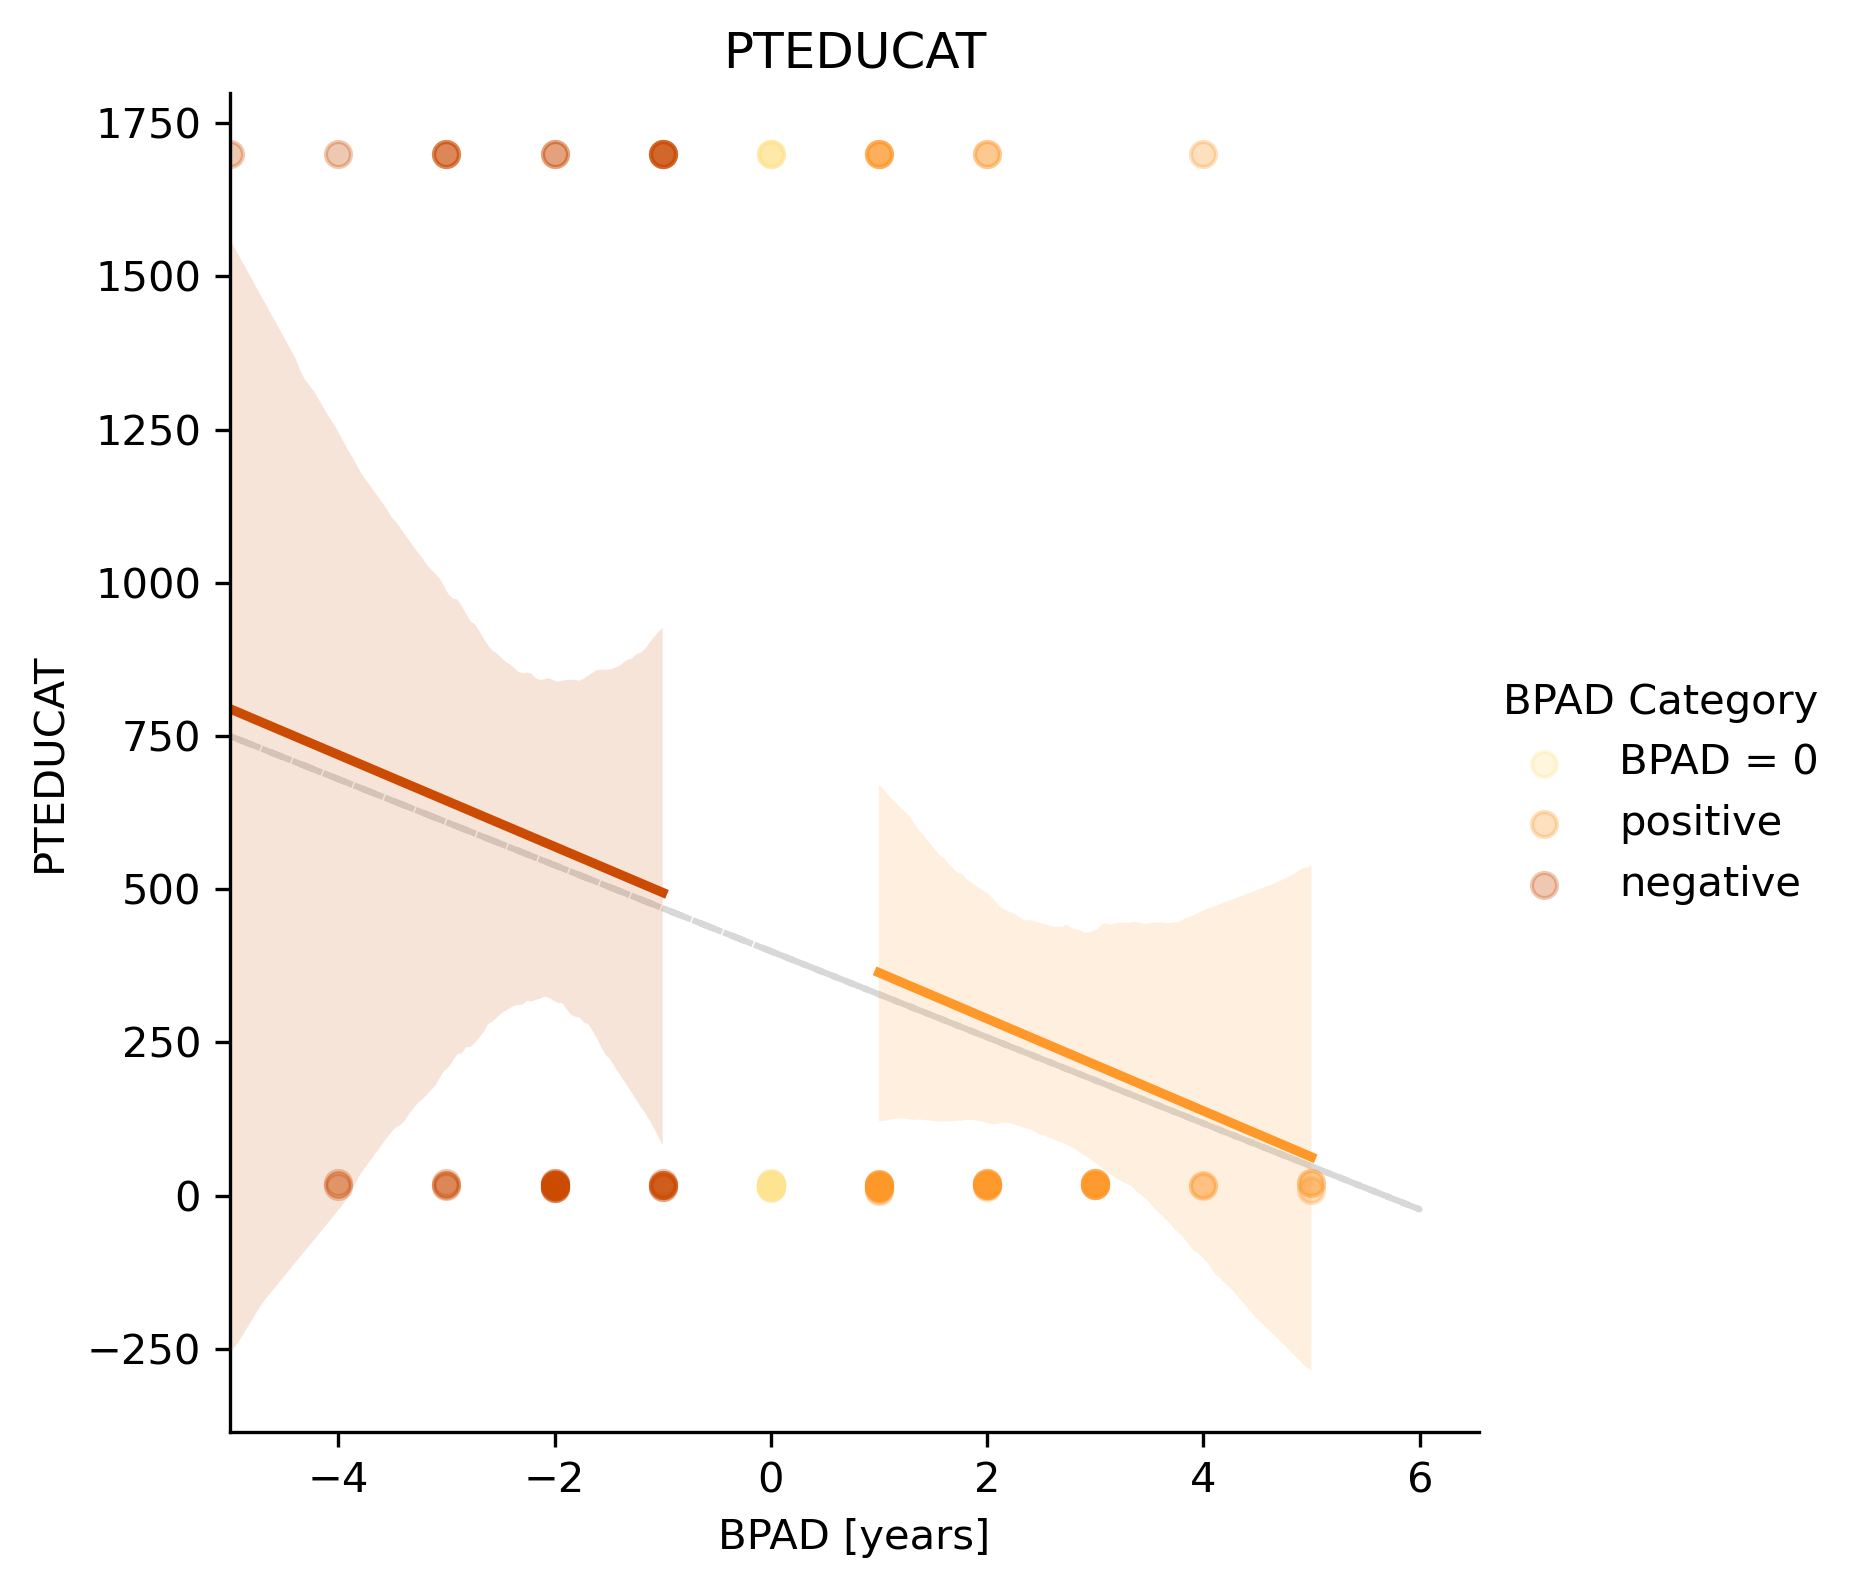 PTEDUCAT
1750
1500
1250
1000
750
500
250
0
−250
PTEDUCAT
−4
−2
0
2
4
6
BPAD [years]
BPAD Category
BPAD = 0
positive
negative